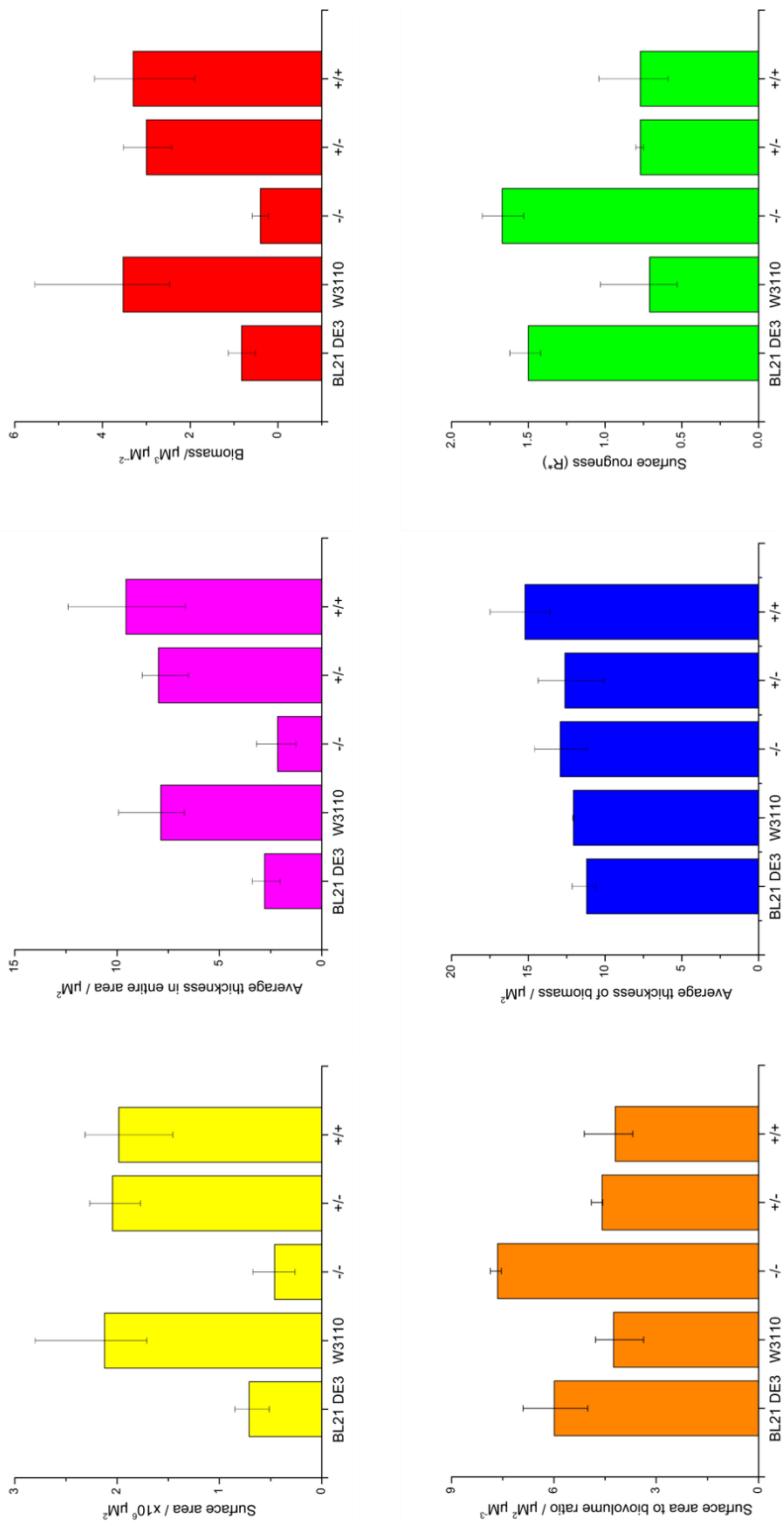 Surface area / x10⁶ µM²
3
2
1
0
BL21 DE3 W3110 -/- +/- +/+
Average thickness in entire area / µM²
15
10
5
0
BL21 DE3 W3110 -/- +/- +/+
Biomass/ µM³ µM⁻²
6
4
2
0
BL21 DE3 W3110 -/- +/- +/+
Surface area to biovolume ratio / µM² µM⁻³
9
6
3
0
BL21 DE3 W3110 -/- +/- +/+
Average thickness of biomass / µM²
20
15
10
5
0
BL21 DE3 W3110 -/- +/- +/+
Surface rougness (R*)
2.0
1.5
1.0
0.5
0.0
BL21 DE3 W3110 -/- +/- +/+